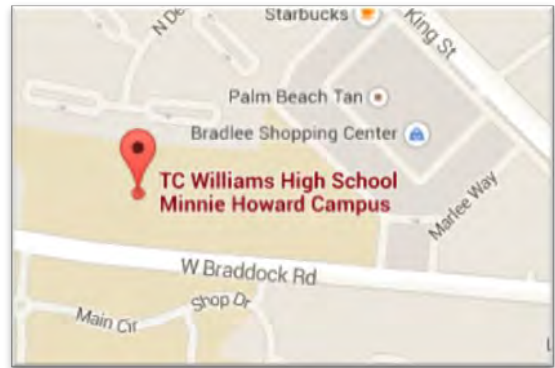 Starbucks
King St
N De
Palm Beach Tan
Bradlee Shopping Center
TC Williams High School
Minnie Howard Campus
Marlee Way
W Braddock Rd
Shop Dr
Main Cir